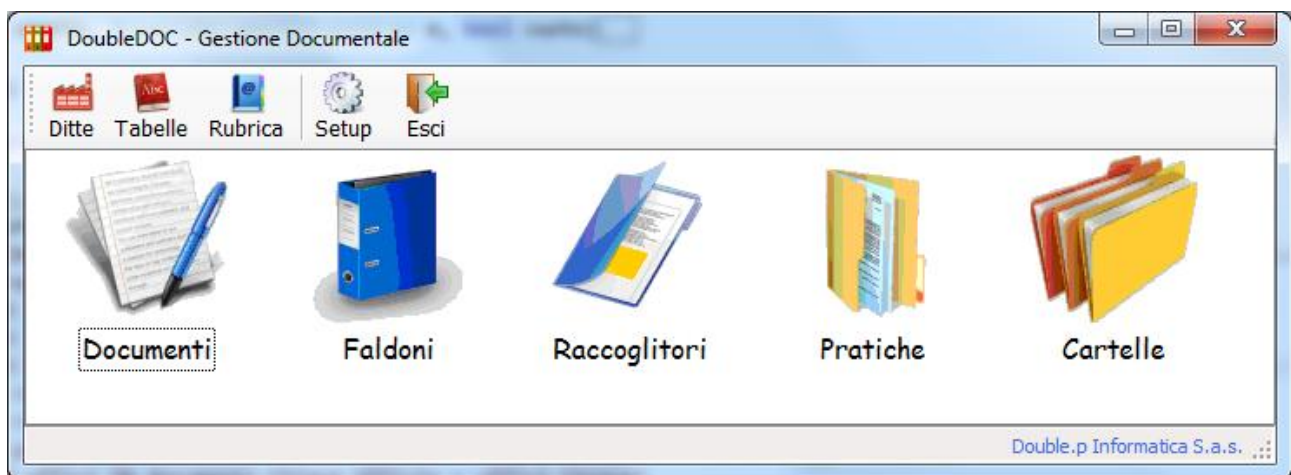 DoubleDOC - Gestione Documentale
Ditte Tabelle Rubrica Setup Esci
Documenti Faldoni Raccoglitori Pratiche Cartelle
Double.p Informatica S.a.s.